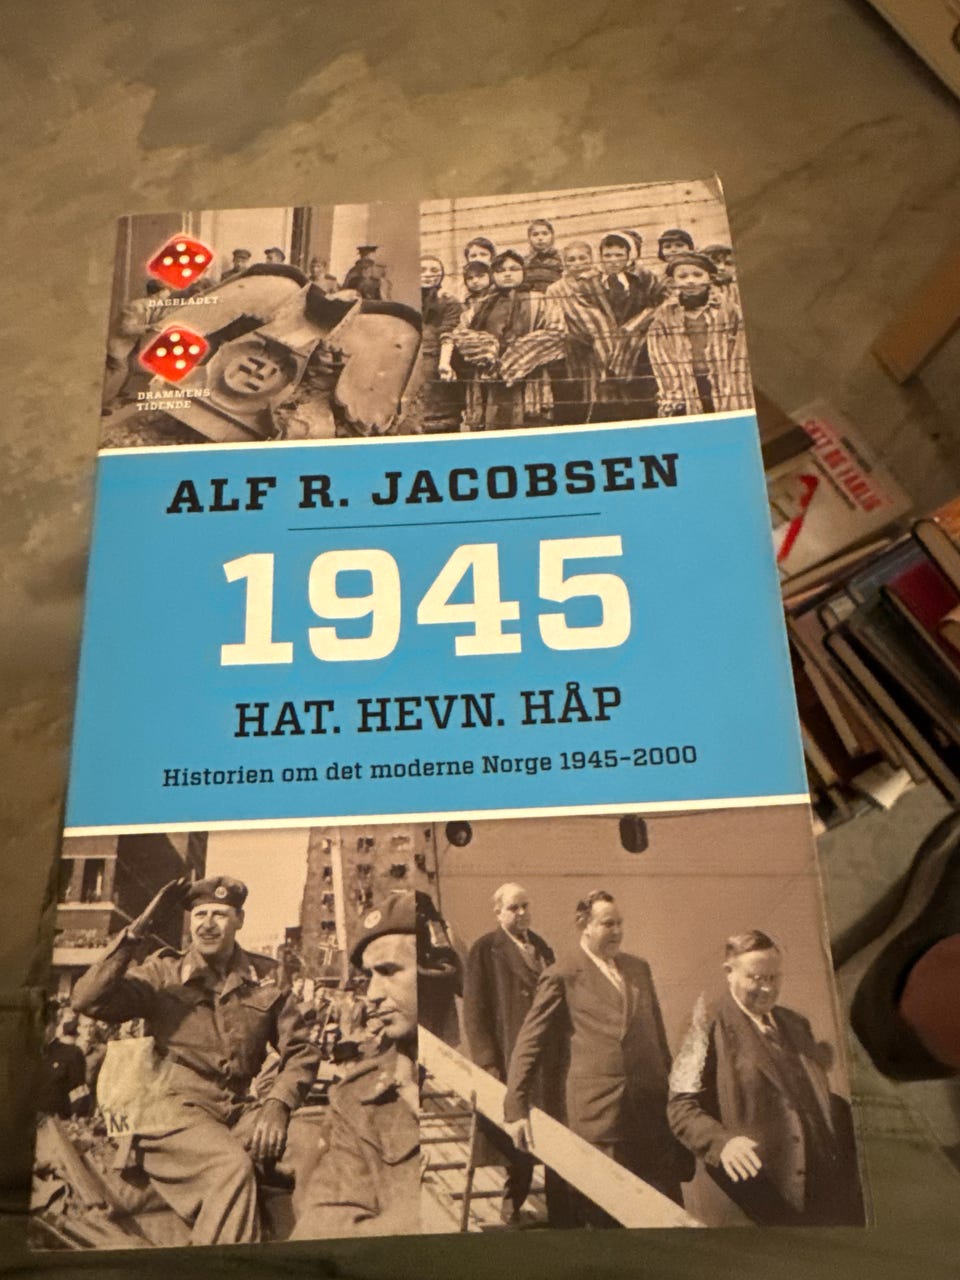 DAGBLADET
DRAMMENS
TIDENDE
ALF R. JACOBSEN
1945
HAT. HEVN. HÅP
Historien om det moderne Norge 1945–2000